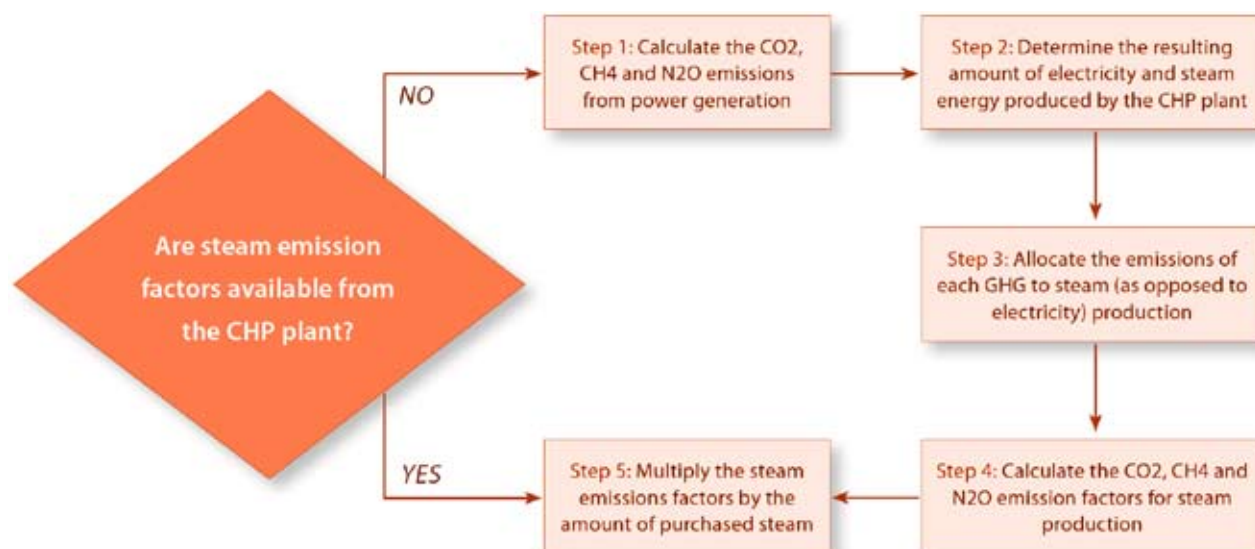 Are steam emission
factors available from
the CHP plant?
NO
Step 1: Calculate the CO2,
CH4 and N2O emissions
from power generation
Step 2: Determine the resulting
amount of electricity and steam
energy produced by the CHP plant
Step 3: Allocate the emissions of
each GHG to steam (as opposed to
electricity) production
Step 4: Calculate the CO2, CH4 and
N2O emission factors for steam
production
YES
Step 5: Multiply the steam
emissions factors by the
amount of purchased steam